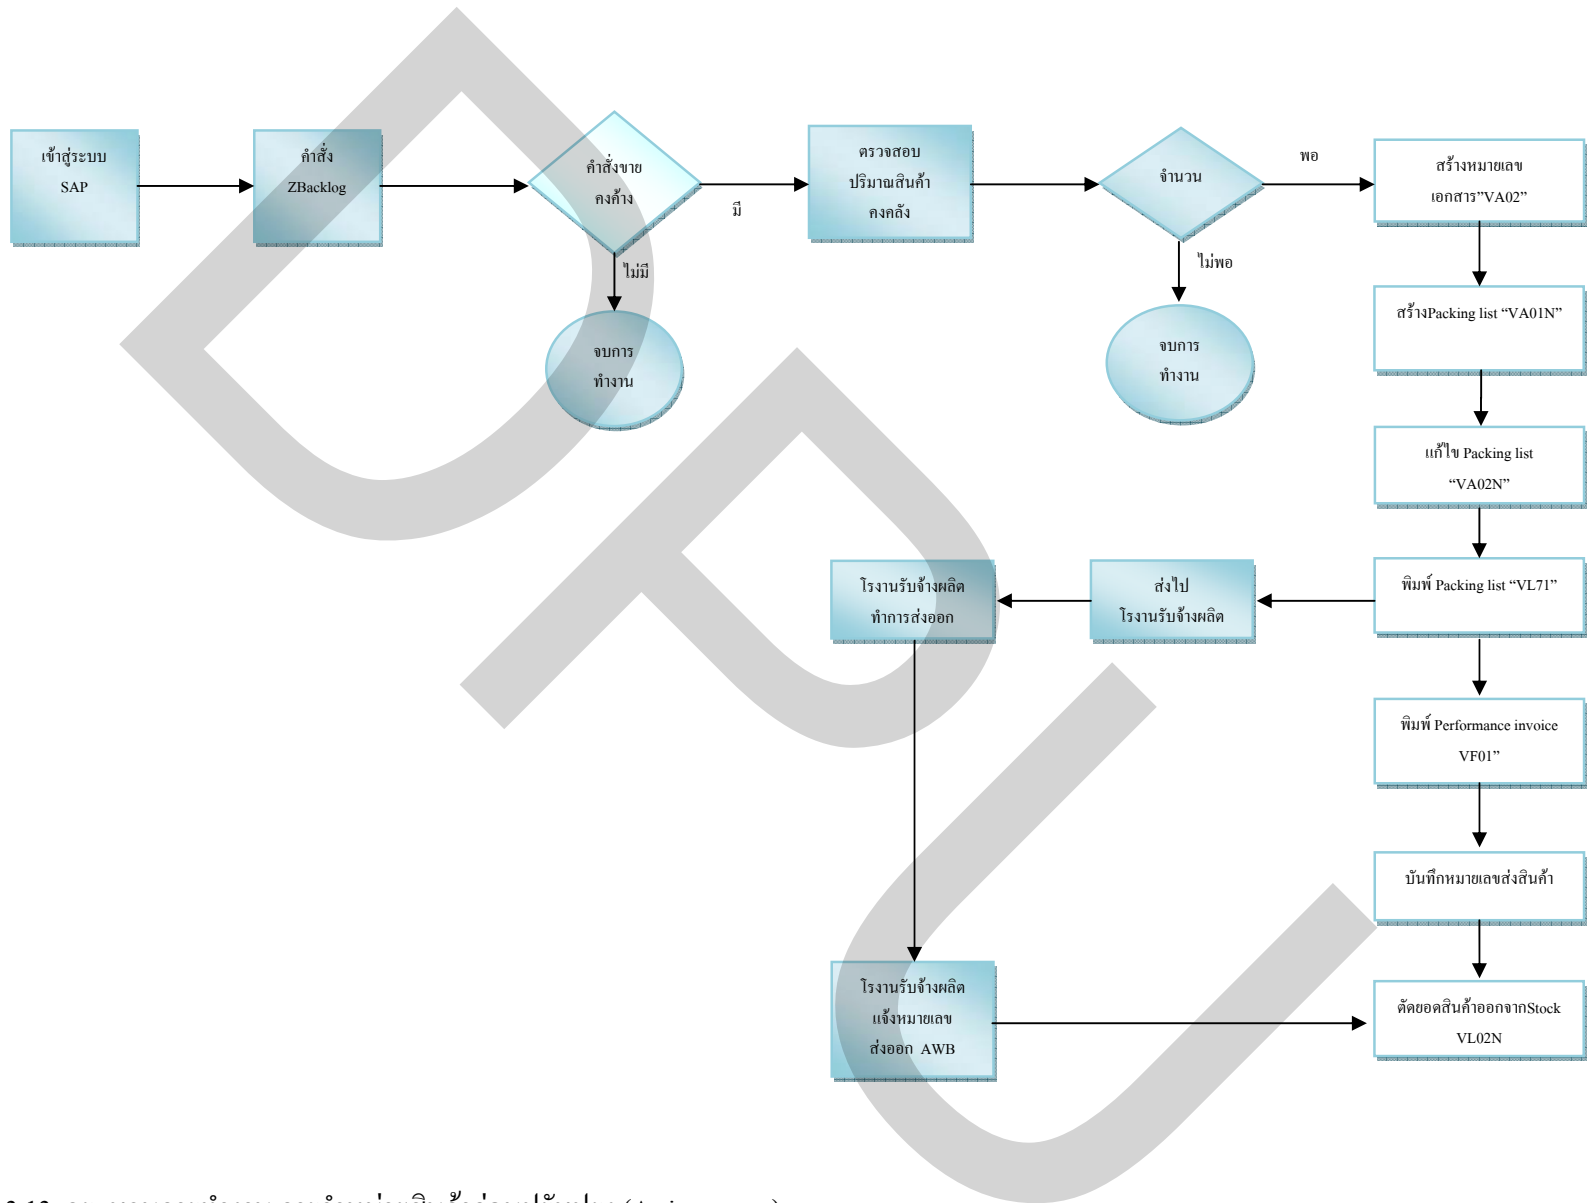 เข้าสู่ระบบ
SAP
คำสั่ง
ZBacklog
คำสั่งขาย
คงค้าง
มี
ไม่มี
จบการ
ทำงาน
ตรวจสอบ
ปริมาณสินค้า
คงคลัง
จำนวน
พอ
ไม่พอ
จบการ
ทำงาน
สร้างหมายเลข
เอกสาร”VA02”
สร้างPacking list “VA01N”
แก้ไข Packing list
“VA02N”
พิมพ์ Packing list “VL71”
ส่งไป
โรงานรับจ้างผลิต
โรงานรับจ้างผลิต
ทำการส่งออก
พิมพ์ Performance invoice
VF01”
บันทึกหมายเลขส่งสินค้า
โรงานรับจ้างผลิต
แจ้งหมายเลข
ส่งออก AWB
ตัดยอดสินค้าออกจากStock
VL02N
DPU